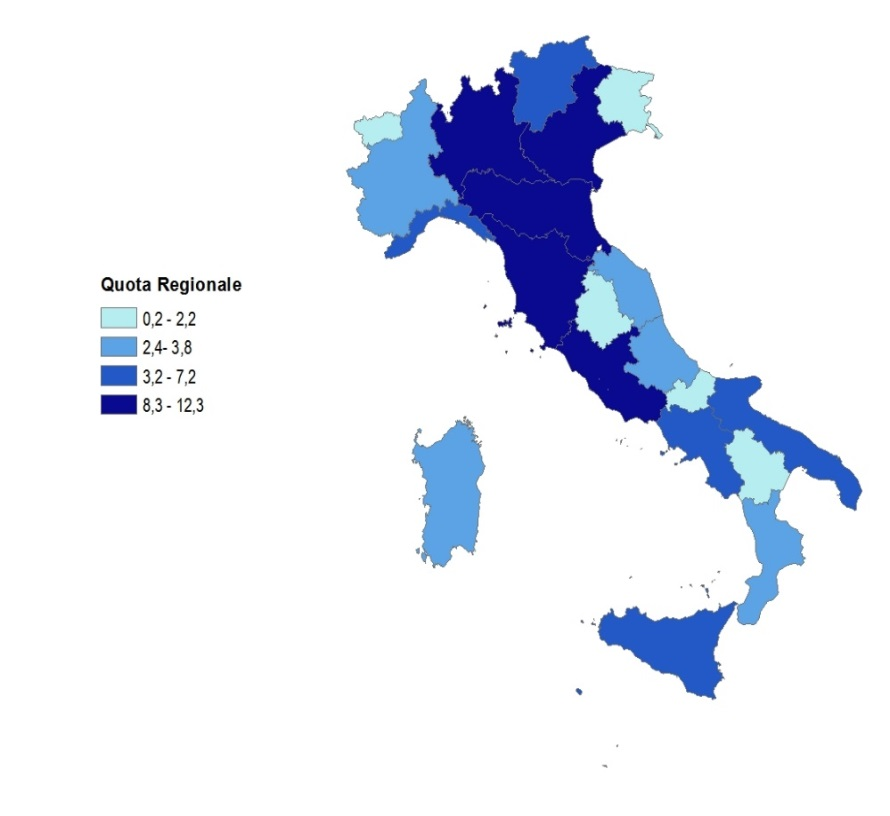 Quota Regionale
0,2 - 2,2
2,4- 3,8
3,2 - 7,2
8,3 - 12,3